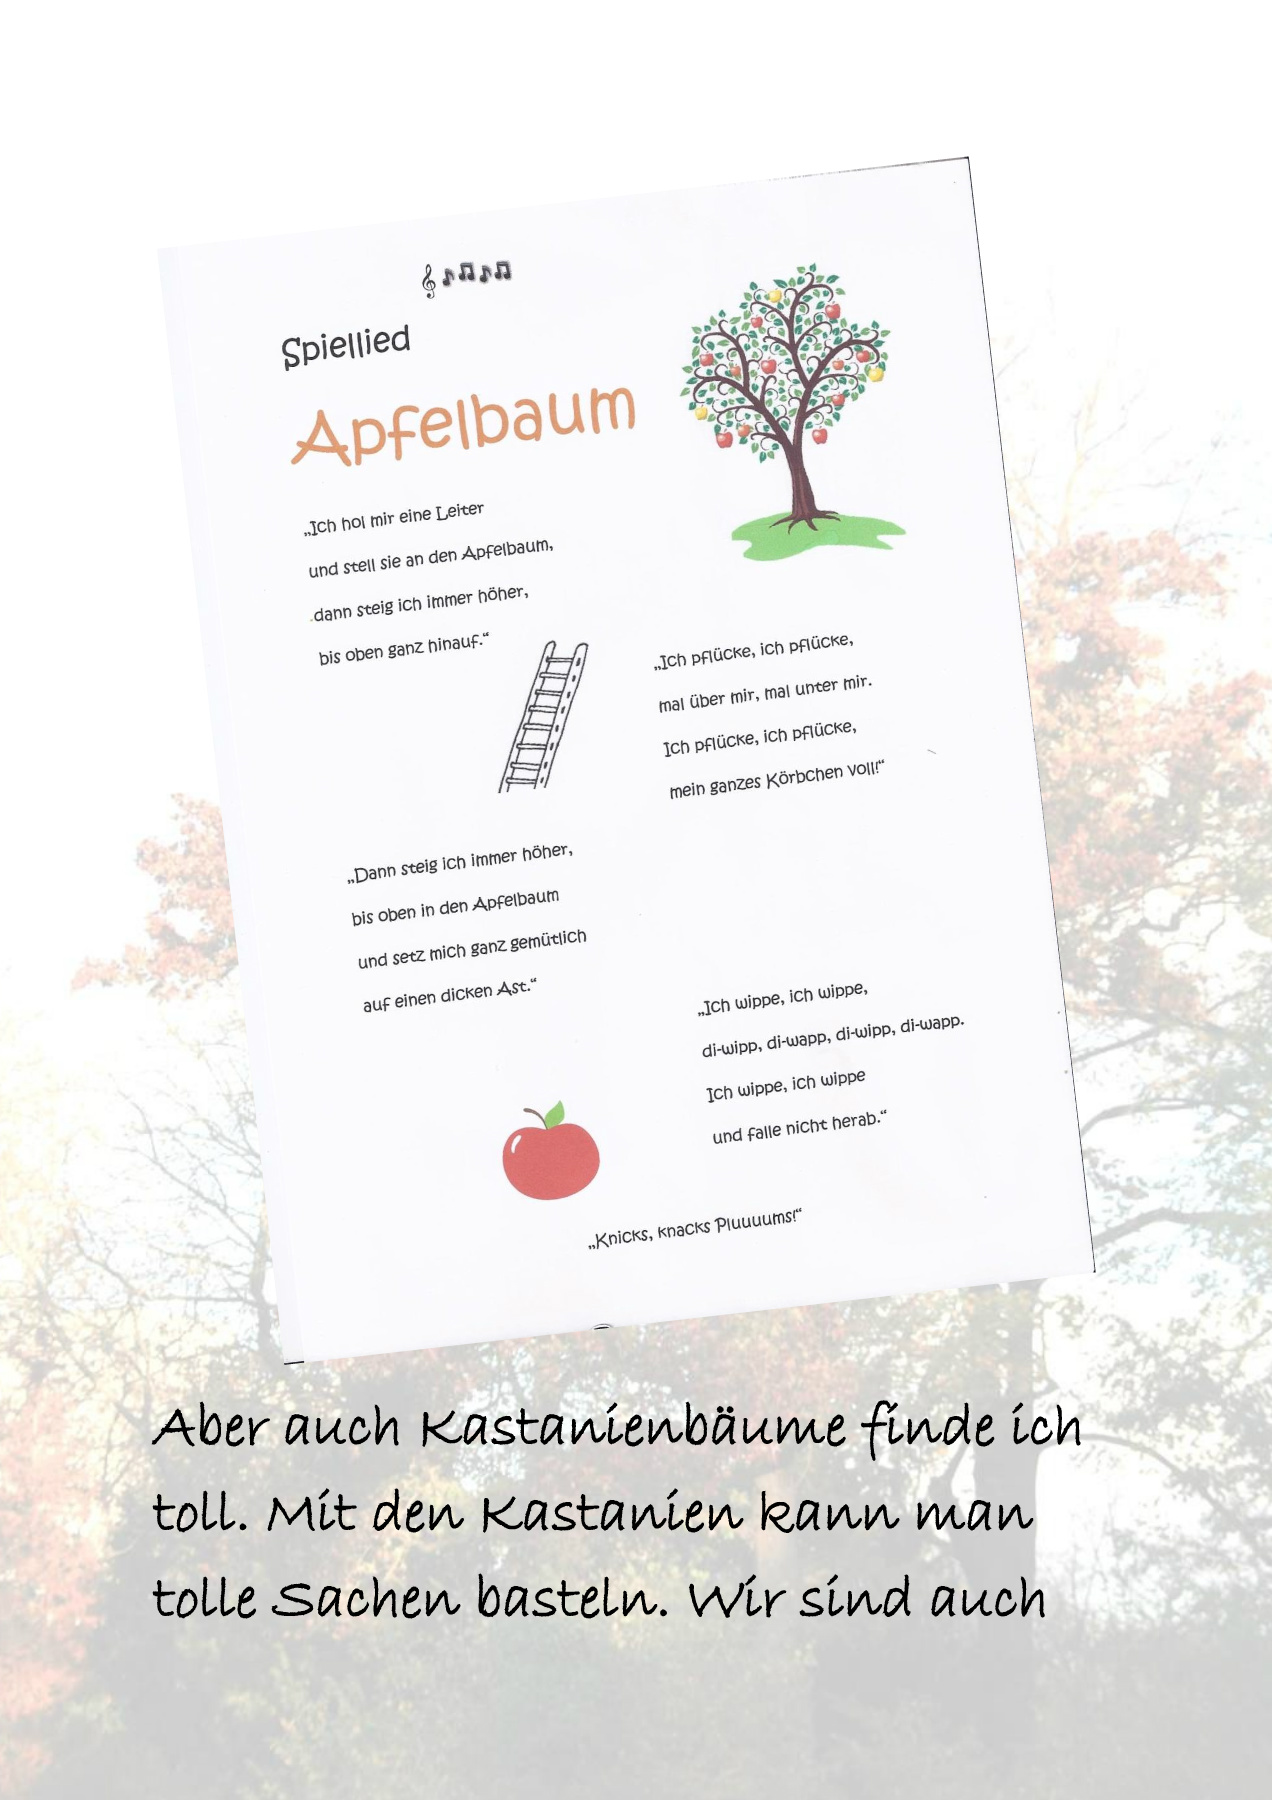 Spiellied
Apfelbaum
„Ich hol mir eine Leiter
und stell sie an den Apfelbaum,
dann steig ich immer höher,
bis oben ganz hinauf.“
„Ich pflücke, ich pflücke,
mal über mir, mal unter mir.
Ich pflücke, ich pflücke,
mein ganzes Körbchen voll!“
„Dann steig ich immer höher,
bis oben in den Apfelbaum
und setz mich ganz gemütlich
auf einen dicken Ast.“
„Ich wippe, ich wippe,
di-wipp, di-wapp, di-wipp, di-wapp.
Ich wippe, ich wippe
und falle nicht herab.“
„Knicks, knacks Pluuuums!“
Aber auch Kastanienbäume finde ich
toll. Mit den Kastanien kann man
tolle Sachen basteln. Wir sind auch